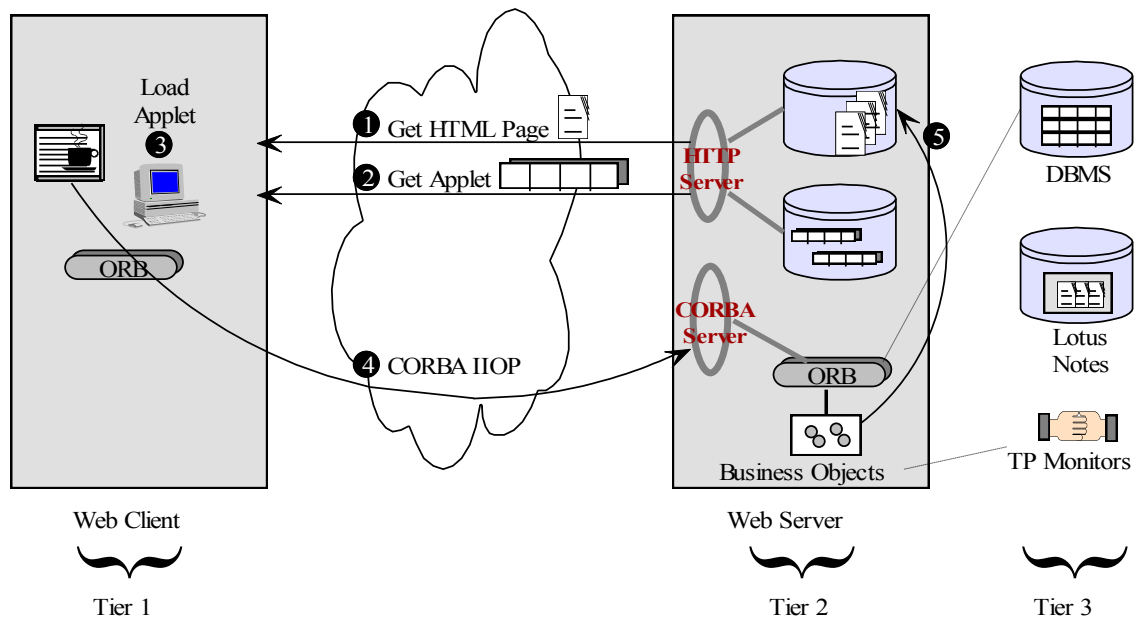 Load
Applet
3
ORB
1 Get HTML Page
2 Get Applet
4 CORBA IIOP
HTTP
Server
CORBA
Server
ORB
Business Objects
5
DBMS
Lotus
Notes
TP Monitors
Web Client
Web Server
Tier 1
Tier 2
Tier 3